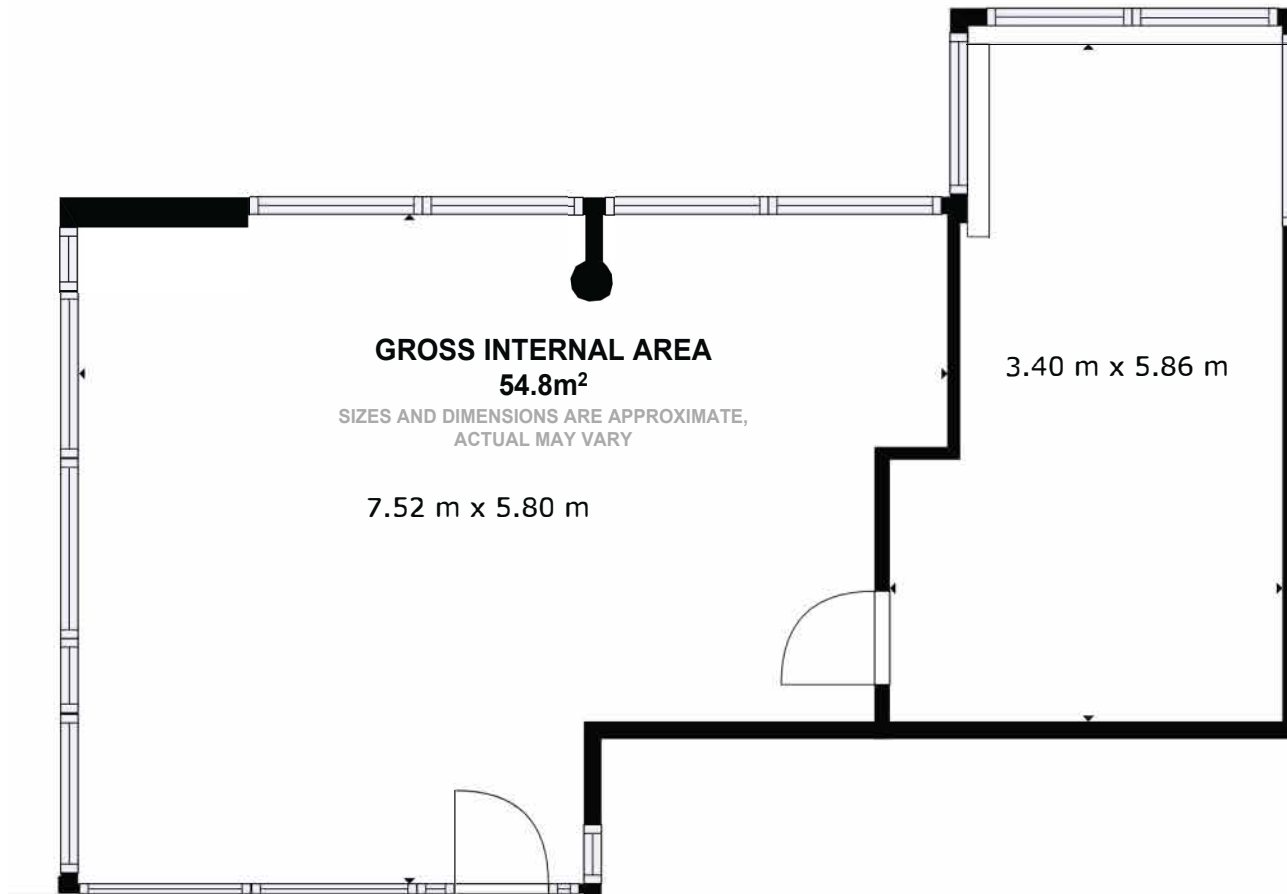 GROSS INTERNAL AREA
54.8m²
SIZES AND DIMENSIONS ARE APPROXIMATE,
ACTUAL MAY VARY
3.40 m x 5.86 m
7.52 m x 5.80 m